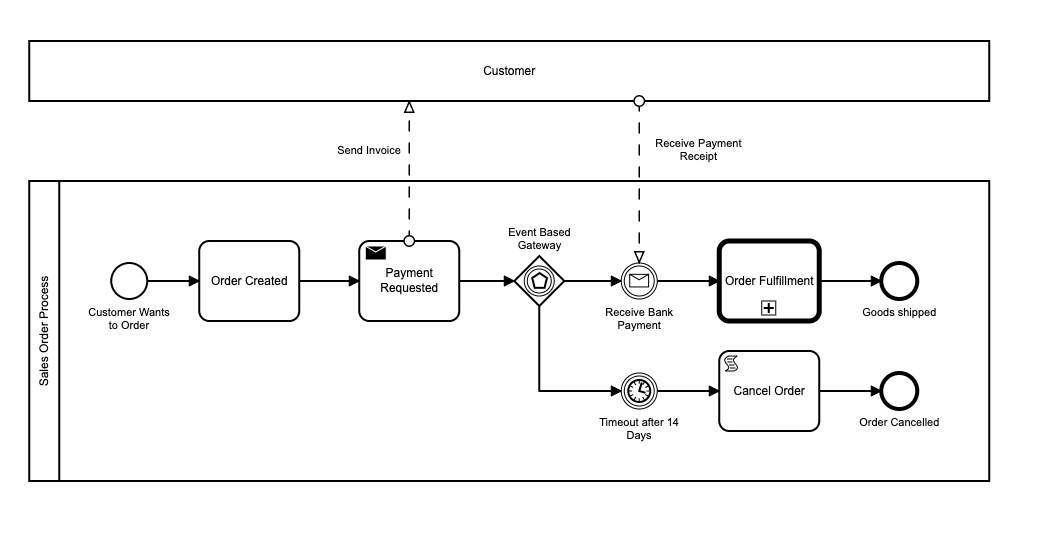 Customer
Send Invoice
Receive Payment
Receipt
Sales Order Process
Customer Wants
to Order
Order Created
Payment
Requested
Event Based
Gateway
Receive Bank
Payment
Order Fulfillment
Goods shipped
Timeout after 14
Days
Cancel Order
Order Cancelled